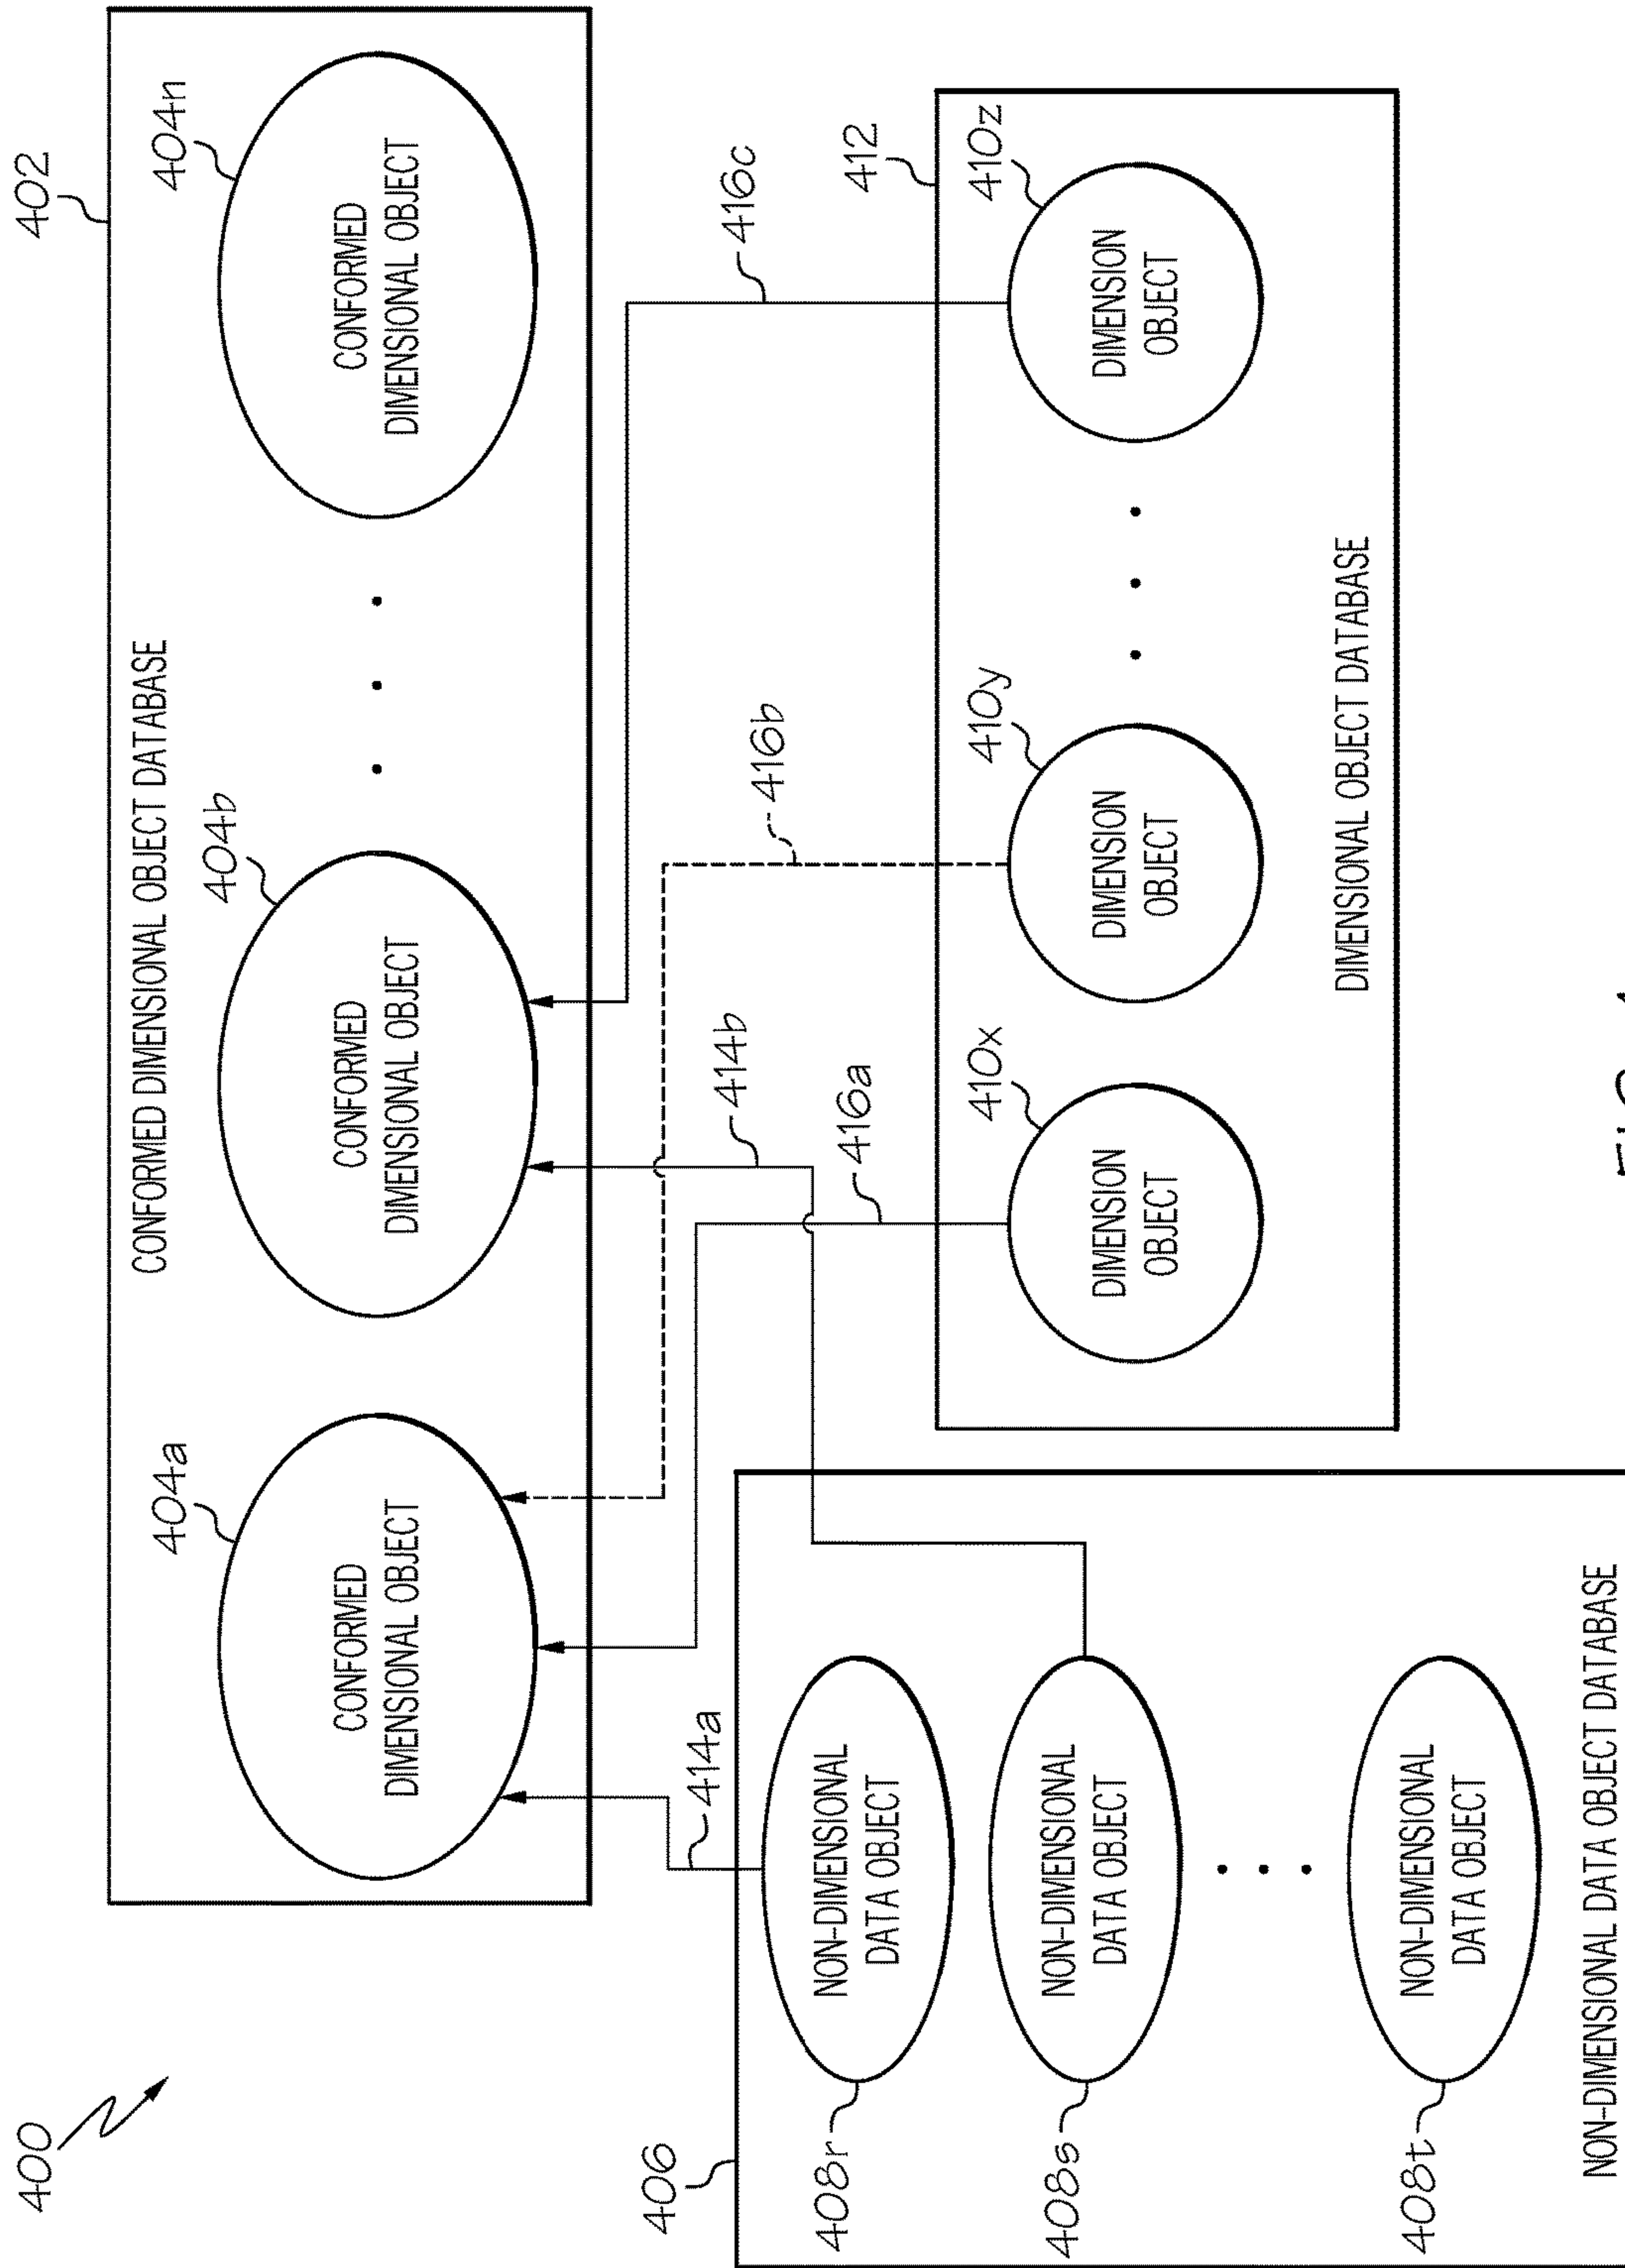 400
402
CONFORMED DIMENSIONAL OBJECT DATABASE
404a
CONFORMED
DIMENSIONAL OBJECT
404b
CONFORMED
DIMENSIONAL OBJECT
404n
CONFORMED
DIMENSIONAL OBJECT
414a
414b
416a
416b
416c
406
408r
NON-DIMENSIONAL
DATA OBJECT
408s
NON-DIMENSIONAL
DATA OBJECT
408t
NON-DIMENSIONAL
DATA OBJECT
NON-DIMENSIONAL DATA OBJECT DATABASE
412
410x
DIMENSION
OBJECT
410y
DIMENSION
OBJECT
410z
DIMENSION
OBJECT
DIMENSIONAL OBJECT DATABASE